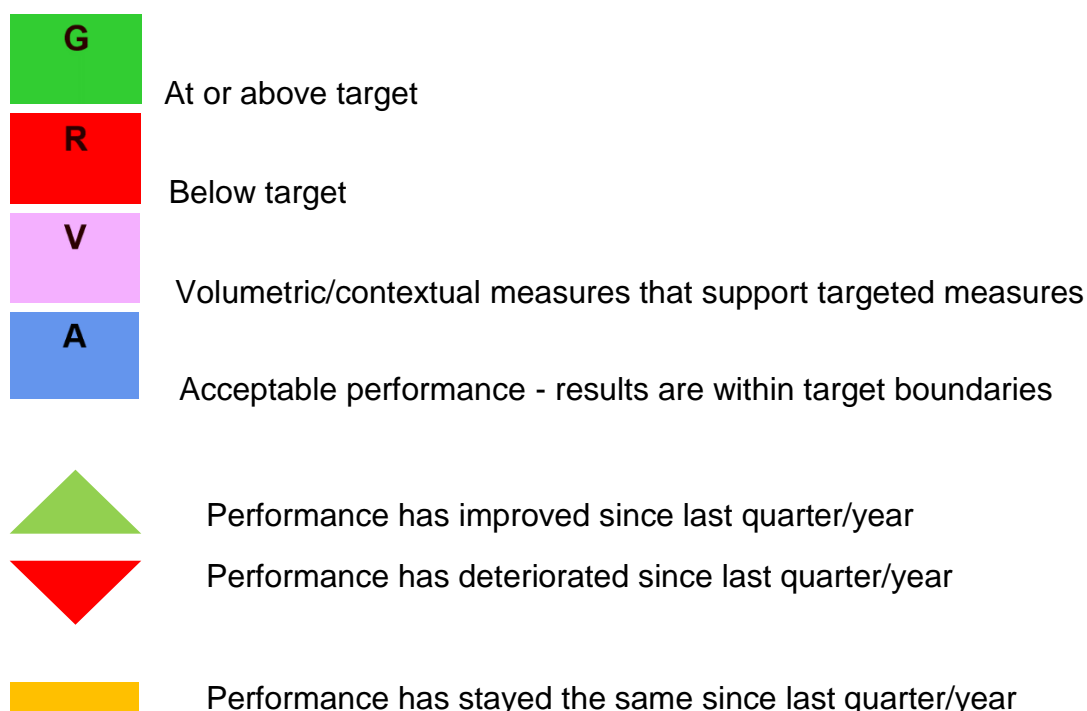 G
At or above target
R
Below target
V
Volumetric/contextual measures that support targeted measures
A
Acceptable performance - results are within target boundaries
Performance has improved since last quarter/year
Performance has deteriorated since last quarter/year
Performance has stayed the same since last quarter/year